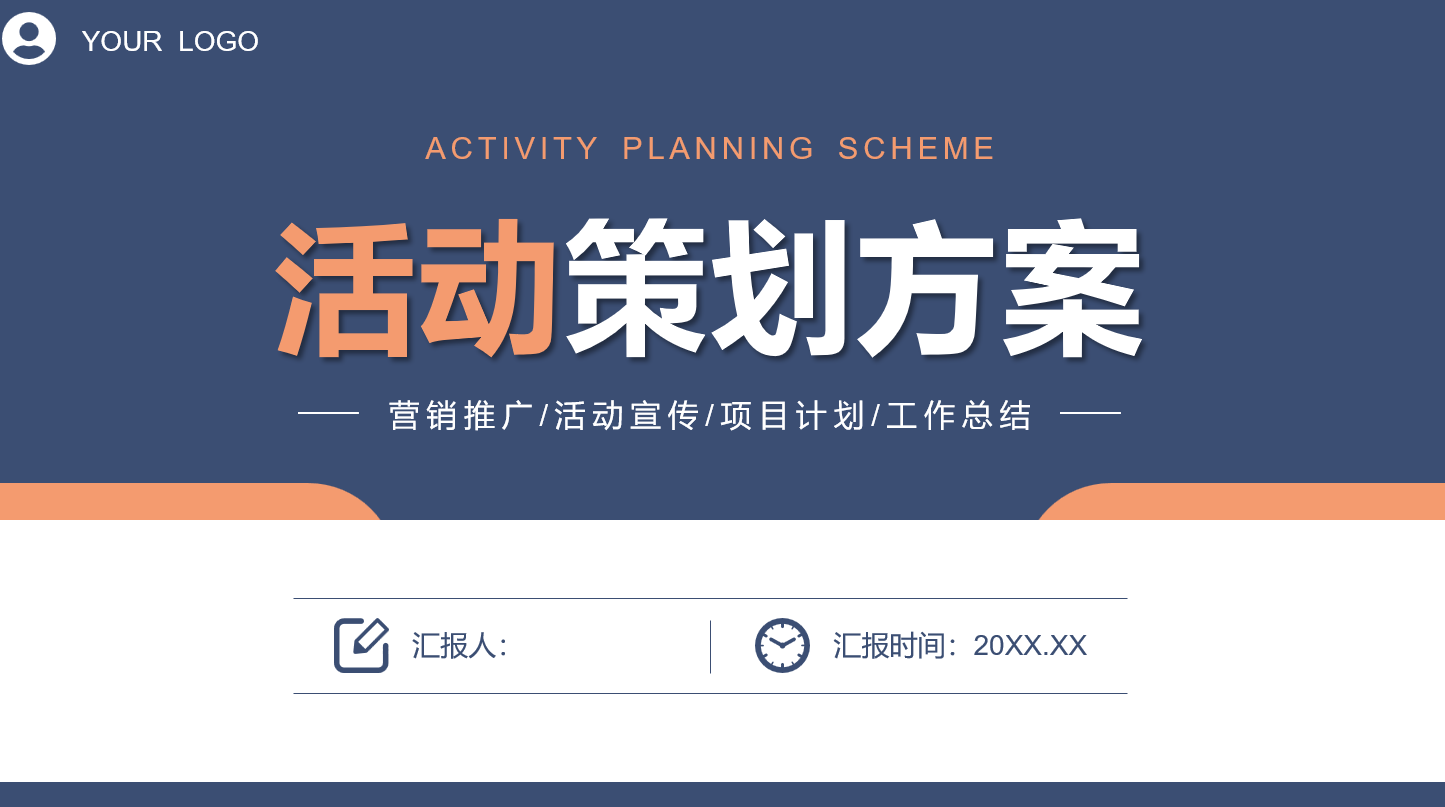 YOUR LOGO
ACTIVITY PLANNING SCHEME
活动策划方案
营销推广/活动宣传/项目计划/工作总结
汇报人：
汇报时间：20XX.XX